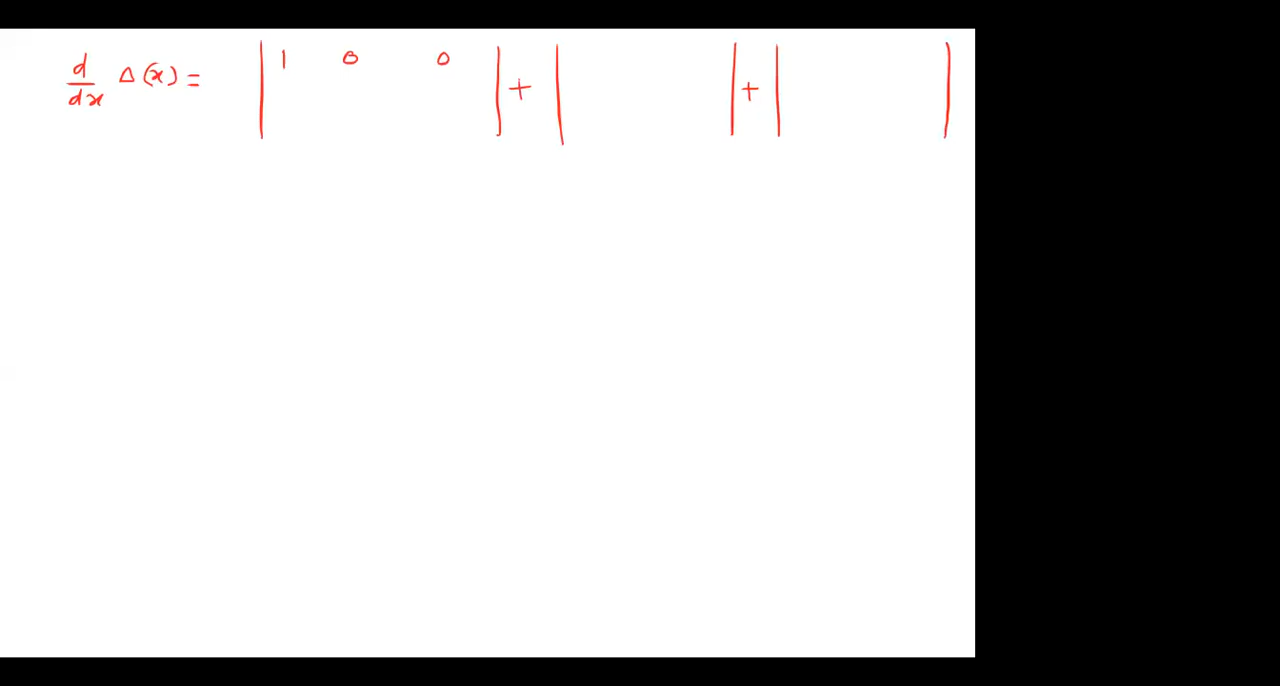 d/dx Δ(x) = | 1 0 0 | + | | + | |